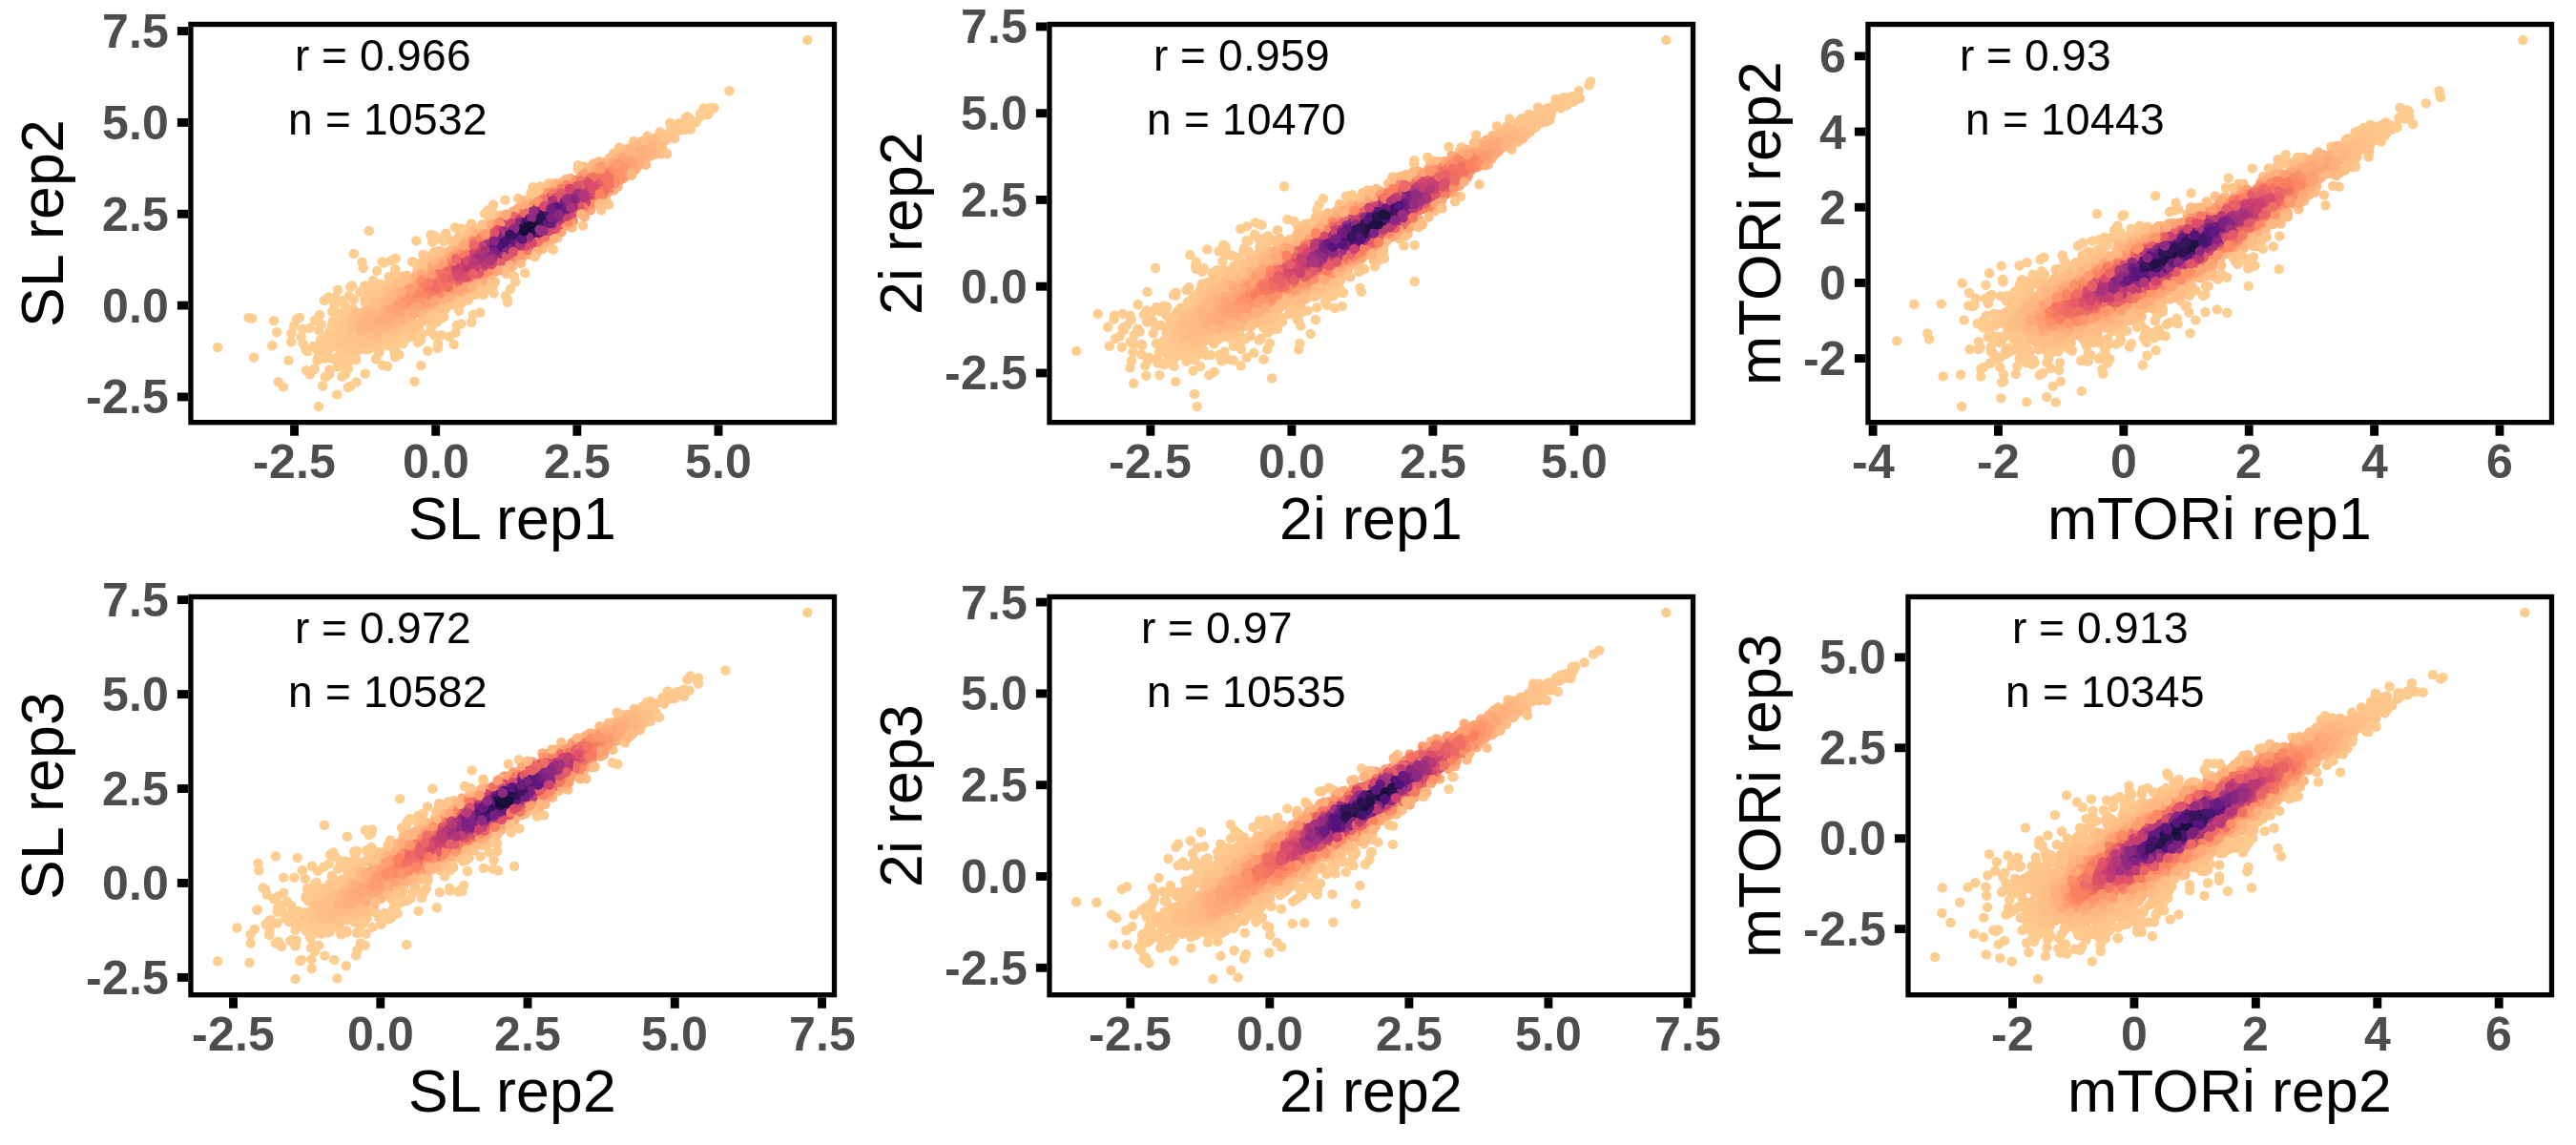 7.5
5.0
2.5
0.0
-2.5
SL rep2
r = 0.966
n = 10532
-2.5 0.0 2.5 5.0
SL rep1
7.5
5.0
2.5
0.0
-2.5
2i rep2
r = 0.959
n = 10470
-2.5 0.0 2.5 5.0
2i rep1
6
4
2
0
-2
mTORi rep2
r = 0.93
n = 10443
-4 -2 0 2 4 6
mTORi rep1
7.5
5.0
2.5
0.0
-2.5
SL rep3
r = 0.972
n = 10582
-2.5 0.0 2.5 5.0 7.5
SL rep2
7.5
5.0
2.5
0.0
-2.5
2i rep3
r = 0.97
n = 10535
-2.5 0.0 2.5 5.0 7.5
2i rep2
5.0
2.5
0.0
-2.5
mTORi rep3
r = 0.913
n = 10345
-2 0 2 4 6
mTORi rep2